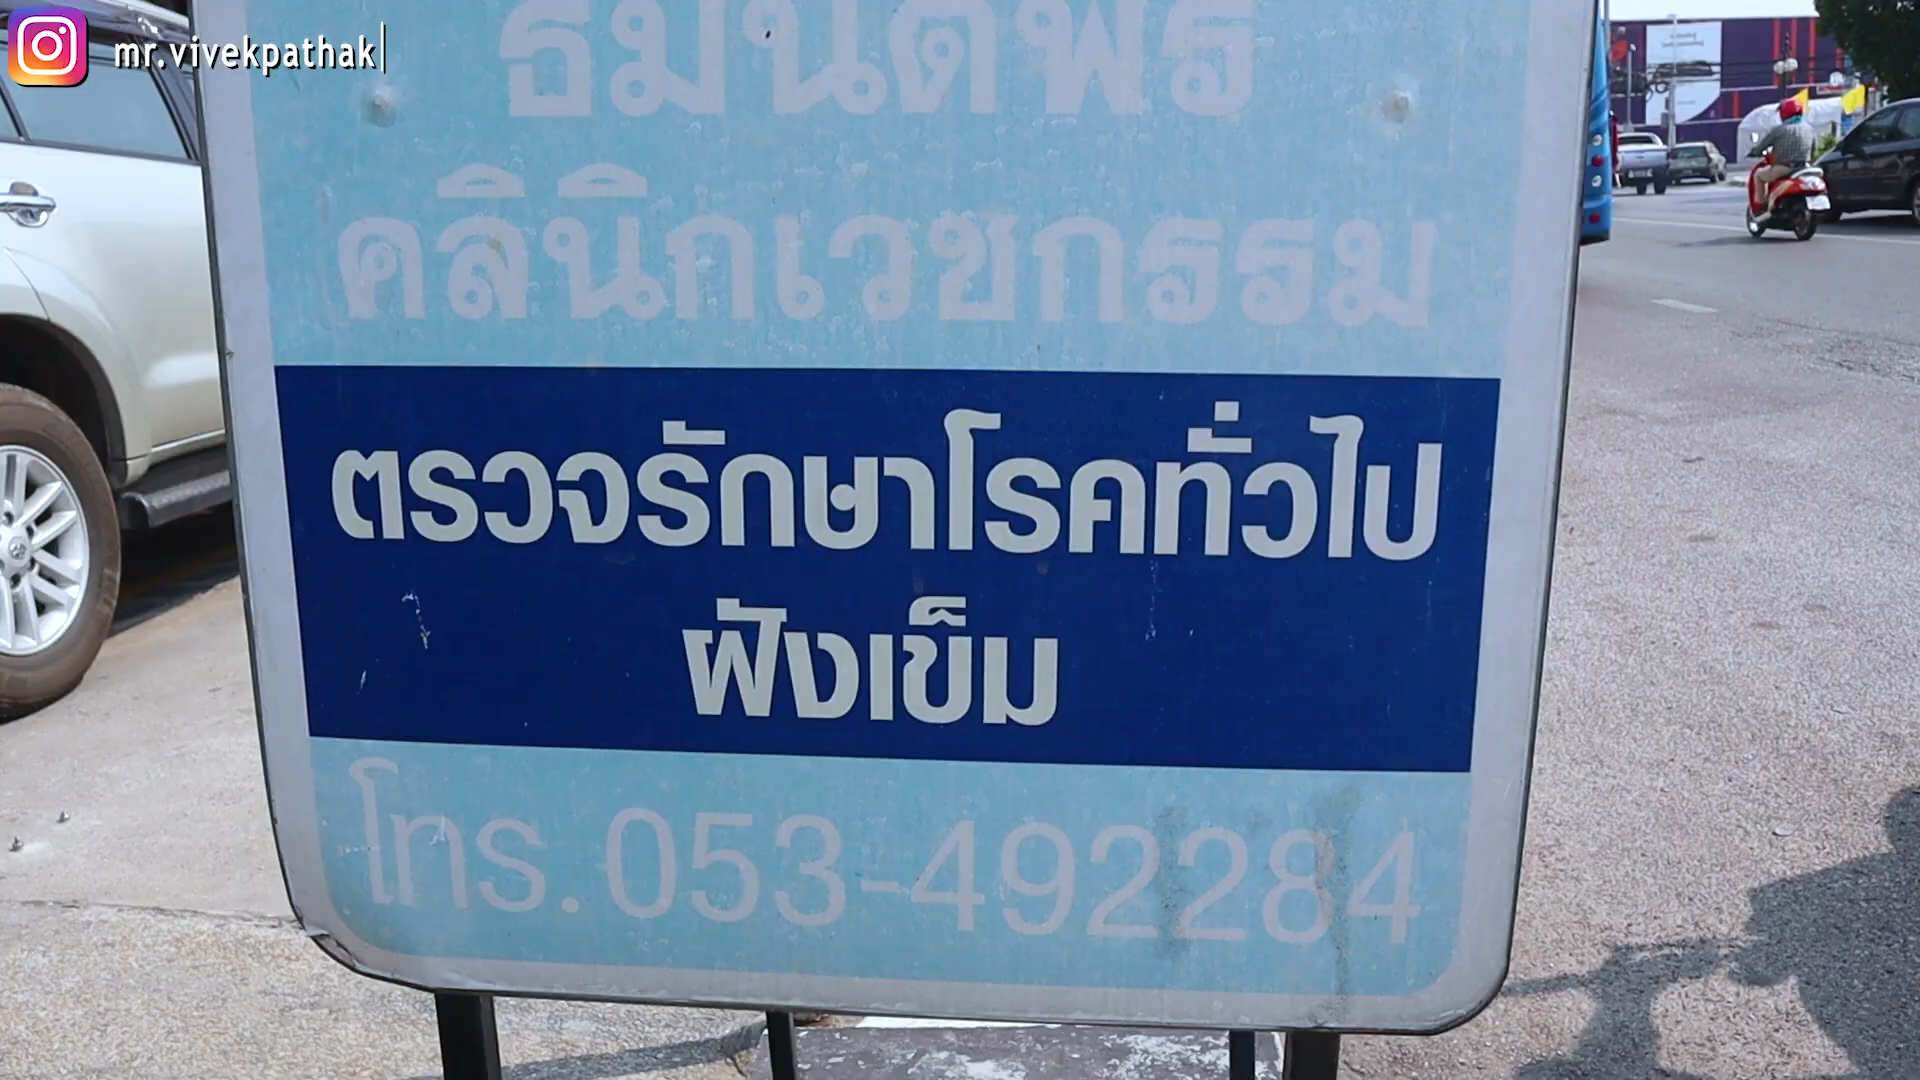 mr.vivekpathak
คลินิกเวชกรรม
ตรวจรักษาโรคทั่วไป
ฝังเข็ม
โทร. 053-492284